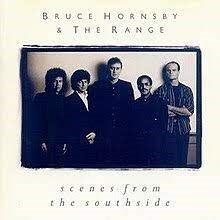 BRUCE HORNSBY
& THE RANGE
scenes from
the southside